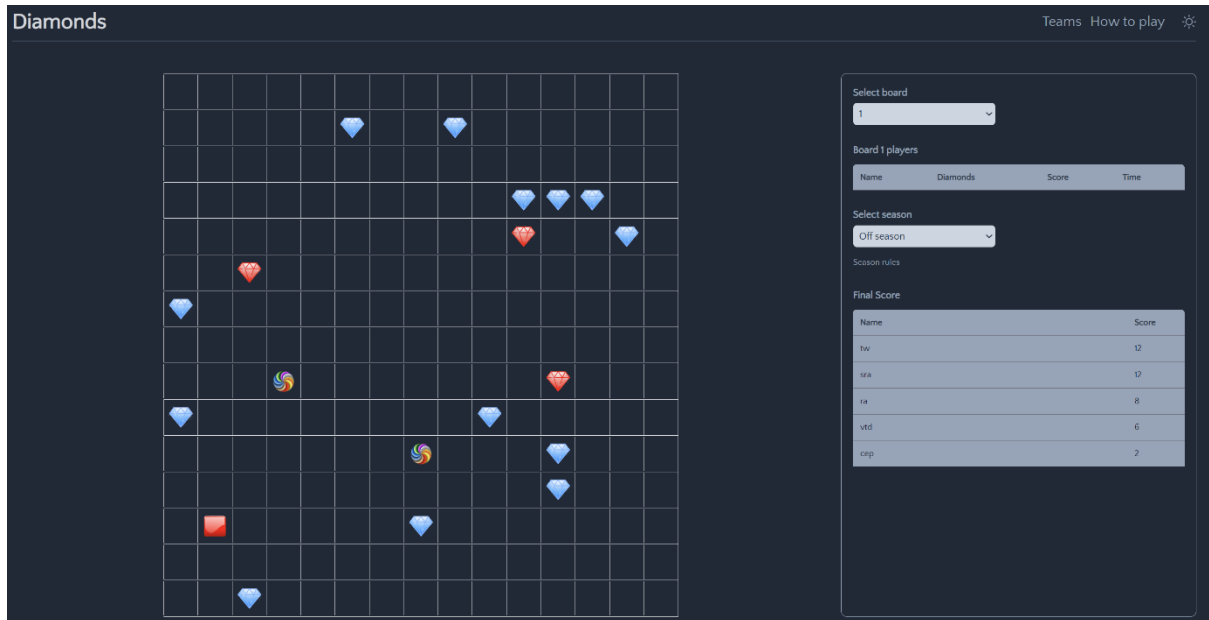 Diamonds
Teams How to play
Select board
1
Board 1 players
Name Diamonds Score Time
Select season
Off season
Season rules
Final Score
Name Score
tw 12
sra 12
ra 8
vtd 6
cep 2